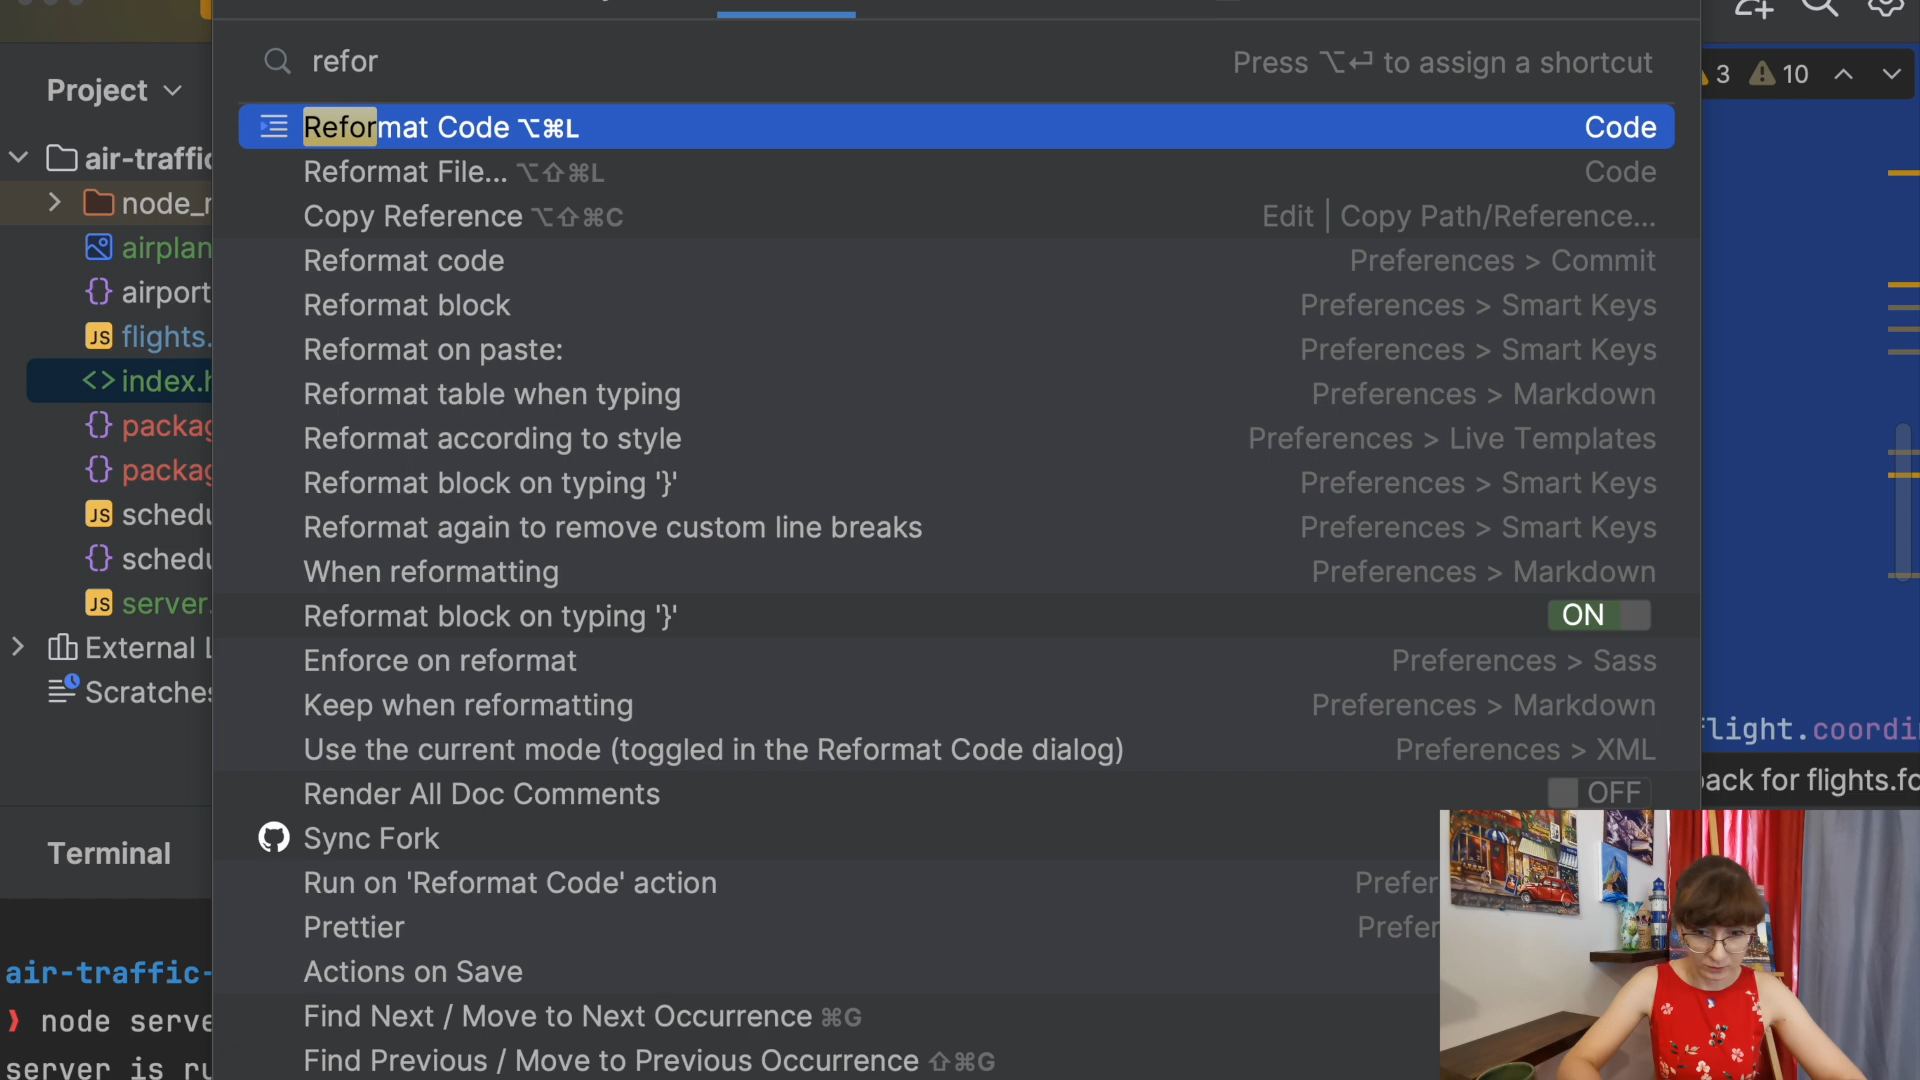 refor
Press ⌥⏎ to assign a shortcut
3 10
Project
Reformat Code ⌥⌘L Code
air-traffic
Reformat File... ⌥⇧⌘L Code
node_
Copy Reference ⌥⇧⌘C Edit | Copy Path/Reference...
airplan
Reformat code Preferences > Commit
airport
Reformat block Preferences > Smart Keys
JS flights.
Reformat on paste: Preferences > Smart Keys
<> index.h
Reformat table when typing Preferences > Markdown
{} packag
Reformat according to style Preferences > Live Templates
{} packag
Reformat block on typing '}' Preferences > Smart Keys
JS schedu
Reformat again to remove custom line breaks Preferences > Smart Keys
{} schedu
When reformatting Preferences > Markdown
JS server.
Reformat block on typing '}' ON
External L
Enforce on reformat Preferences > Sass
Scratches
Keep when reformatting Preferences > Markdown
flight.coordi
Use the current mode (toggled in the Reformat Code dialog) Preferences > XML
back for flights.fo
Render All Doc Comments OFF
Sync Fork
Terminal
Run on 'Reformat Code' action Prefer
Prettier Prefer
air-traffic-
Actions on Save
❯ node serve
Find Next / Move to Next Occurrence ⌘G
server is ru
Find Previous / Move to Previous Occurrence ⇧⌘G